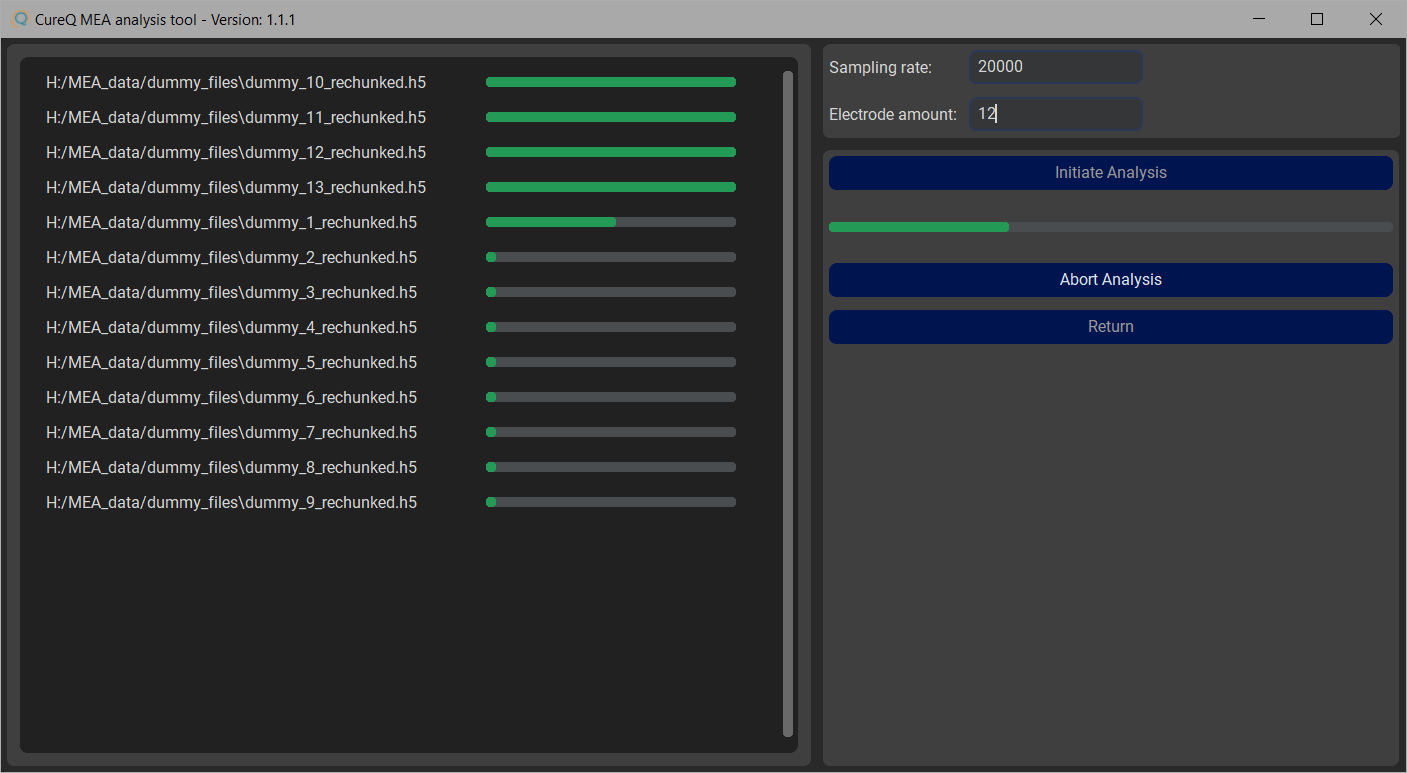 CureQ MEA analysis tool - Version: 1.1.1
H:/MEA_data/dummy_files\dummy_10_rechunked.h5
H:/MEA_data/dummy_files\dummy_11_rechunked.h5
H:/MEA_data/dummy_files\dummy_12_rechunked.h5
H:/MEA_data/dummy_files\dummy_13_rechunked.h5
H:/MEA_data/dummy_files\dummy_1_rechunked.h5
H:/MEA_data/dummy_files\dummy_2_rechunked.h5
H:/MEA_data/dummy_files\dummy_3_rechunked.h5
H:/MEA_data/dummy_files\dummy_4_rechunked.h5
H:/MEA_data/dummy_files\dummy_5_rechunked.h5
H:/MEA_data/dummy_files\dummy_6_rechunked.h5
H:/MEA_data/dummy_files\dummy_7_rechunked.h5
H:/MEA_data/dummy_files\dummy_8_rechunked.h5
H:/MEA_data/dummy_files\dummy_9_rechunked.h5
Sampling rate: 20000
Electrode amount: 12
Initiate Analysis
Abort Analysis
Return